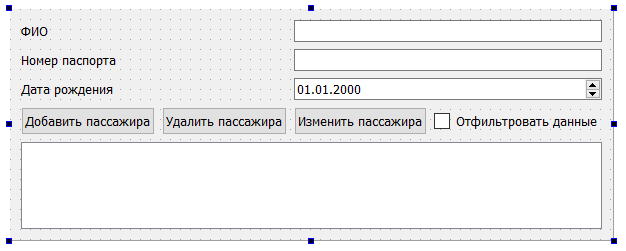 ФИО
Номер паспорта
Дата рождения 01.01.2000
Добавить пассажира Удалить пассажира Изменить пассажира Отфильтровать данные